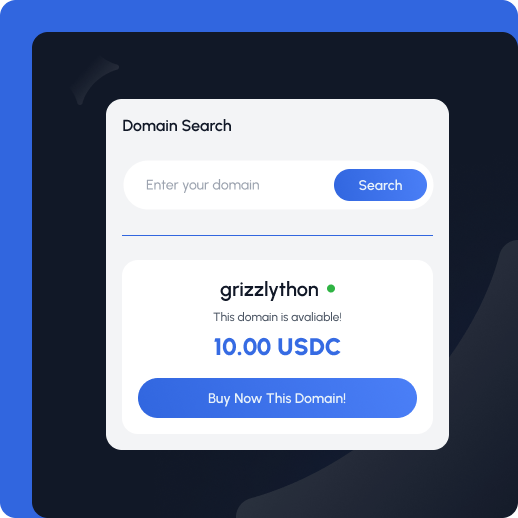 Domain Search
Enter your domain
Search
grizzlython
This domain is avaliable!
10.00 USDC
Buy Now This Domain!